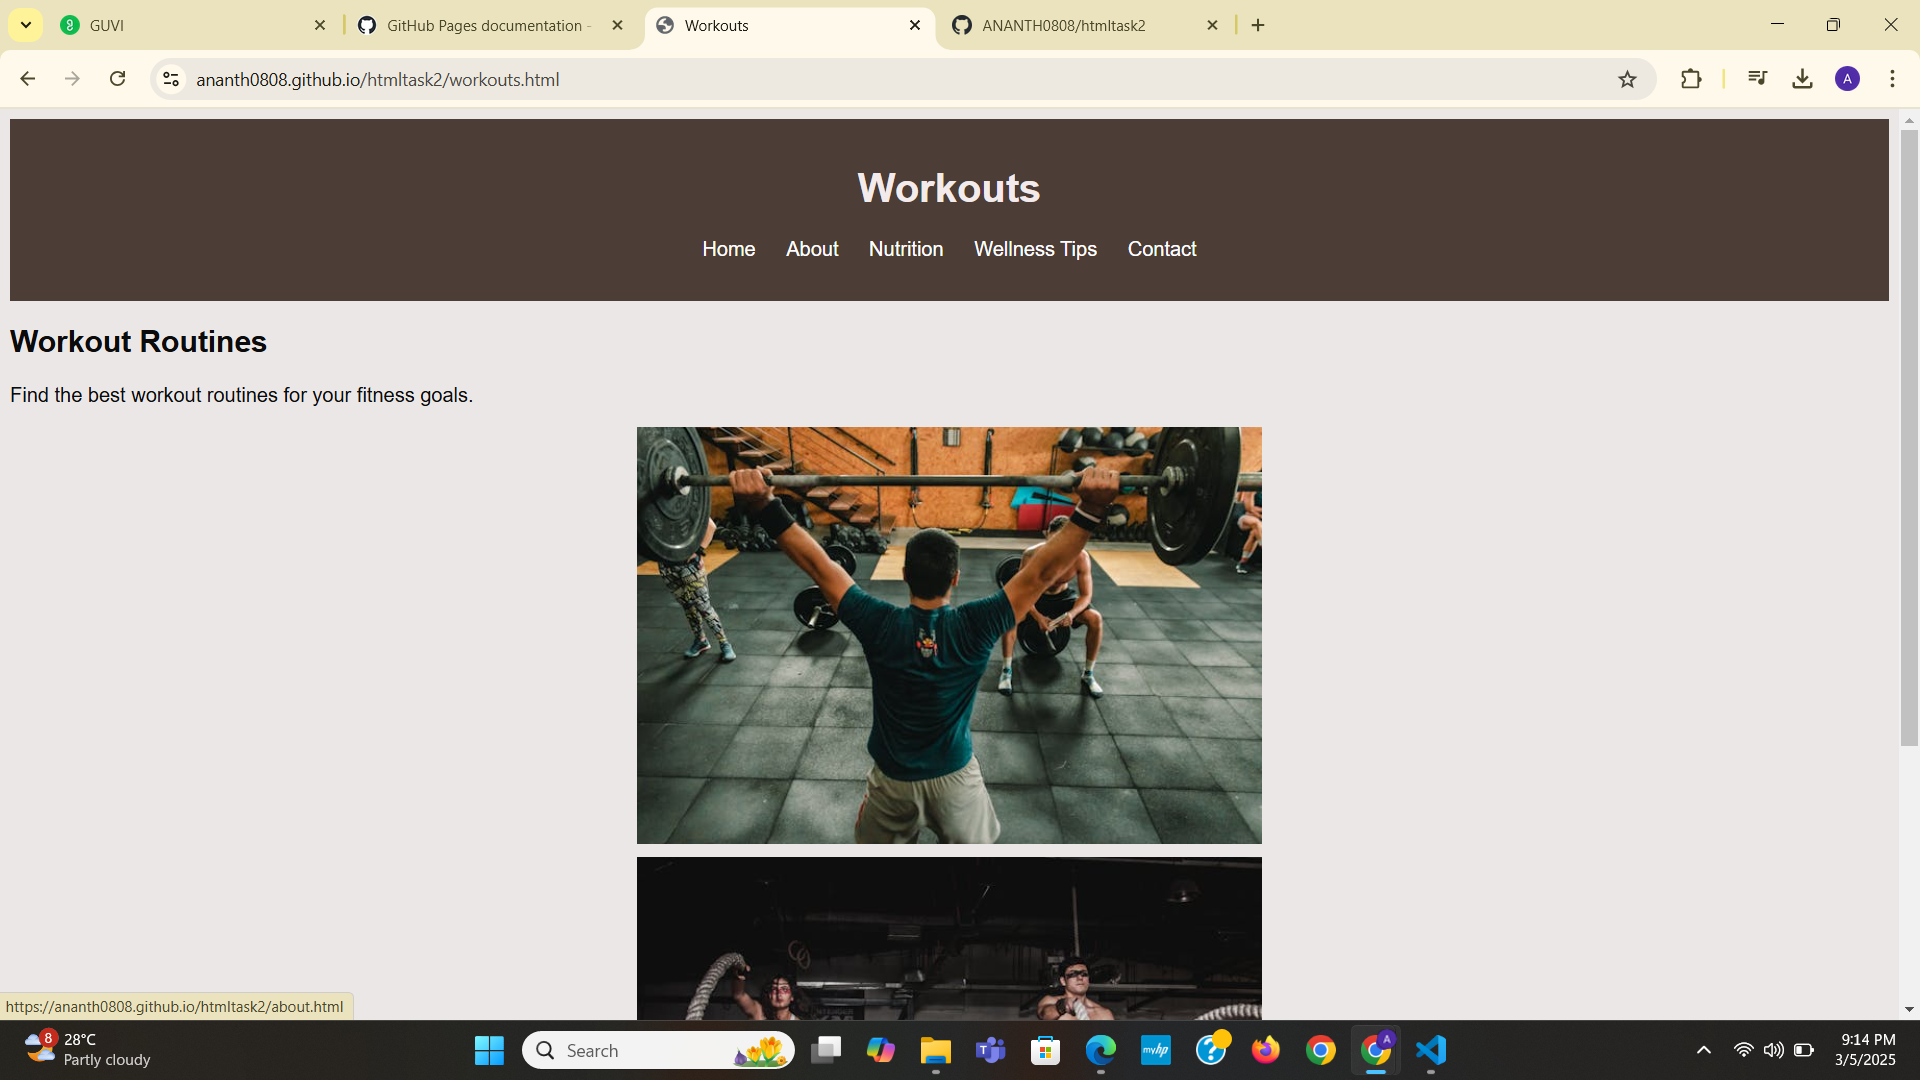 GUVI
GitHub Pages documentation -
Workouts
ANANTH0808/htmltask2
ananth0808.github.io/htmltask2/workouts.html
A
Workouts
Home About Nutrition Wellness Tips Contact
Workout Routines
Find the best workout routines for your fitness goals.
https://ananth0808.github.io/htmltask2/about.html
8
28°C
Partly cloudy
Search
myhp
A
9:14 PM
3/5/2025